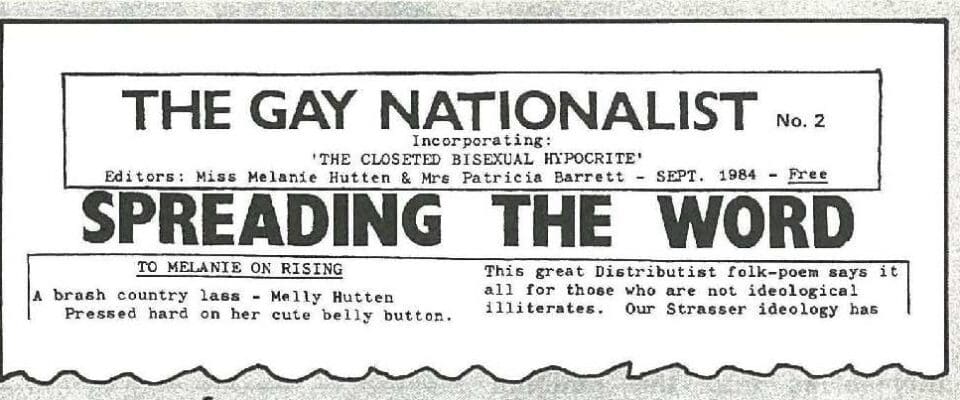 THE GAY NATIONALIST No. 2
Incorporating:
'THE CLOSETED BISEXUAL HYPOCRITE'
Editors: Miss Melanie Hutten & Mrs Patricia Barrett - SEPT. 1984 - Free
SPREADING THE WORD
TO MELANIE ON RISING
A brash country lass - Melly Hutten
Pressed hard on her cute belly button.
This great Distributist folk-poem says it
all for those who are not ideological
illiterates. Our Strasser ideology has